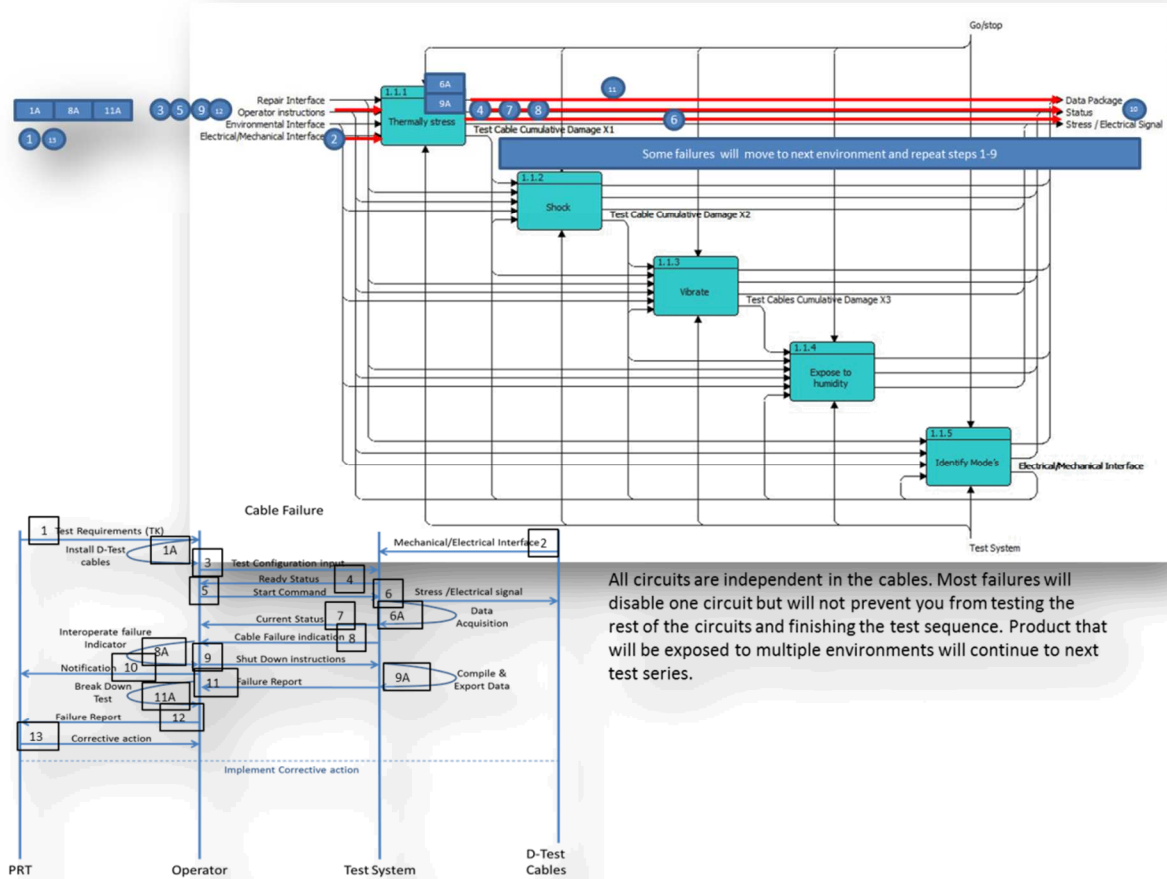 Go/stop
6A
9A
1A 8A 11A
3 5 9 12
1 13
Repair Interface
Operator instructions
Environmental Interface
Electrical/Mechanical Interface
2
1.1.1
Thermally stress
4 7 8
11
6
Data Package
Status
Stress / Electrical Signal
10
Test Cable Cumulative Damage X1
Some failures will move to next environment and repeat steps 1-9
1.1.2
Shock
Test Cable Cumulative Damage X2
1.1.3
Vibrate
Test Cables Cumulative Damage X3
1.1.4
Expose to
humidity
1.1.5
Identify Mode's
Electrical/Mechanical Interface
Test System
Cable Failure
1 Test Requirements (TK)
Install D-Test
cables
1A
Mechanical/Electrical Interface 2
3 Test Configuration input
Ready Status 4
5 Start Command
6 Stress /Electrical signal
6A Data
Acquisition
Current Status 7
Cable Failure indication 8
Interoperate failure
Indicator
8A
9 Shut Down instructions
Notification 10
9A Compile &
Export Data
11 Failure Report
Break Down
Test
11A
Failure Report 12
13 Corrective action
Implement Corrective action
PRT
Operator
Test System
D-Test
Cables
All circuits are independent in the cables. Most failures will
disable one circuit but will not prevent you from testing the
rest of the circuits and finishing the test sequence. Product that
will be exposed to multiple environments will continue to next
test series.